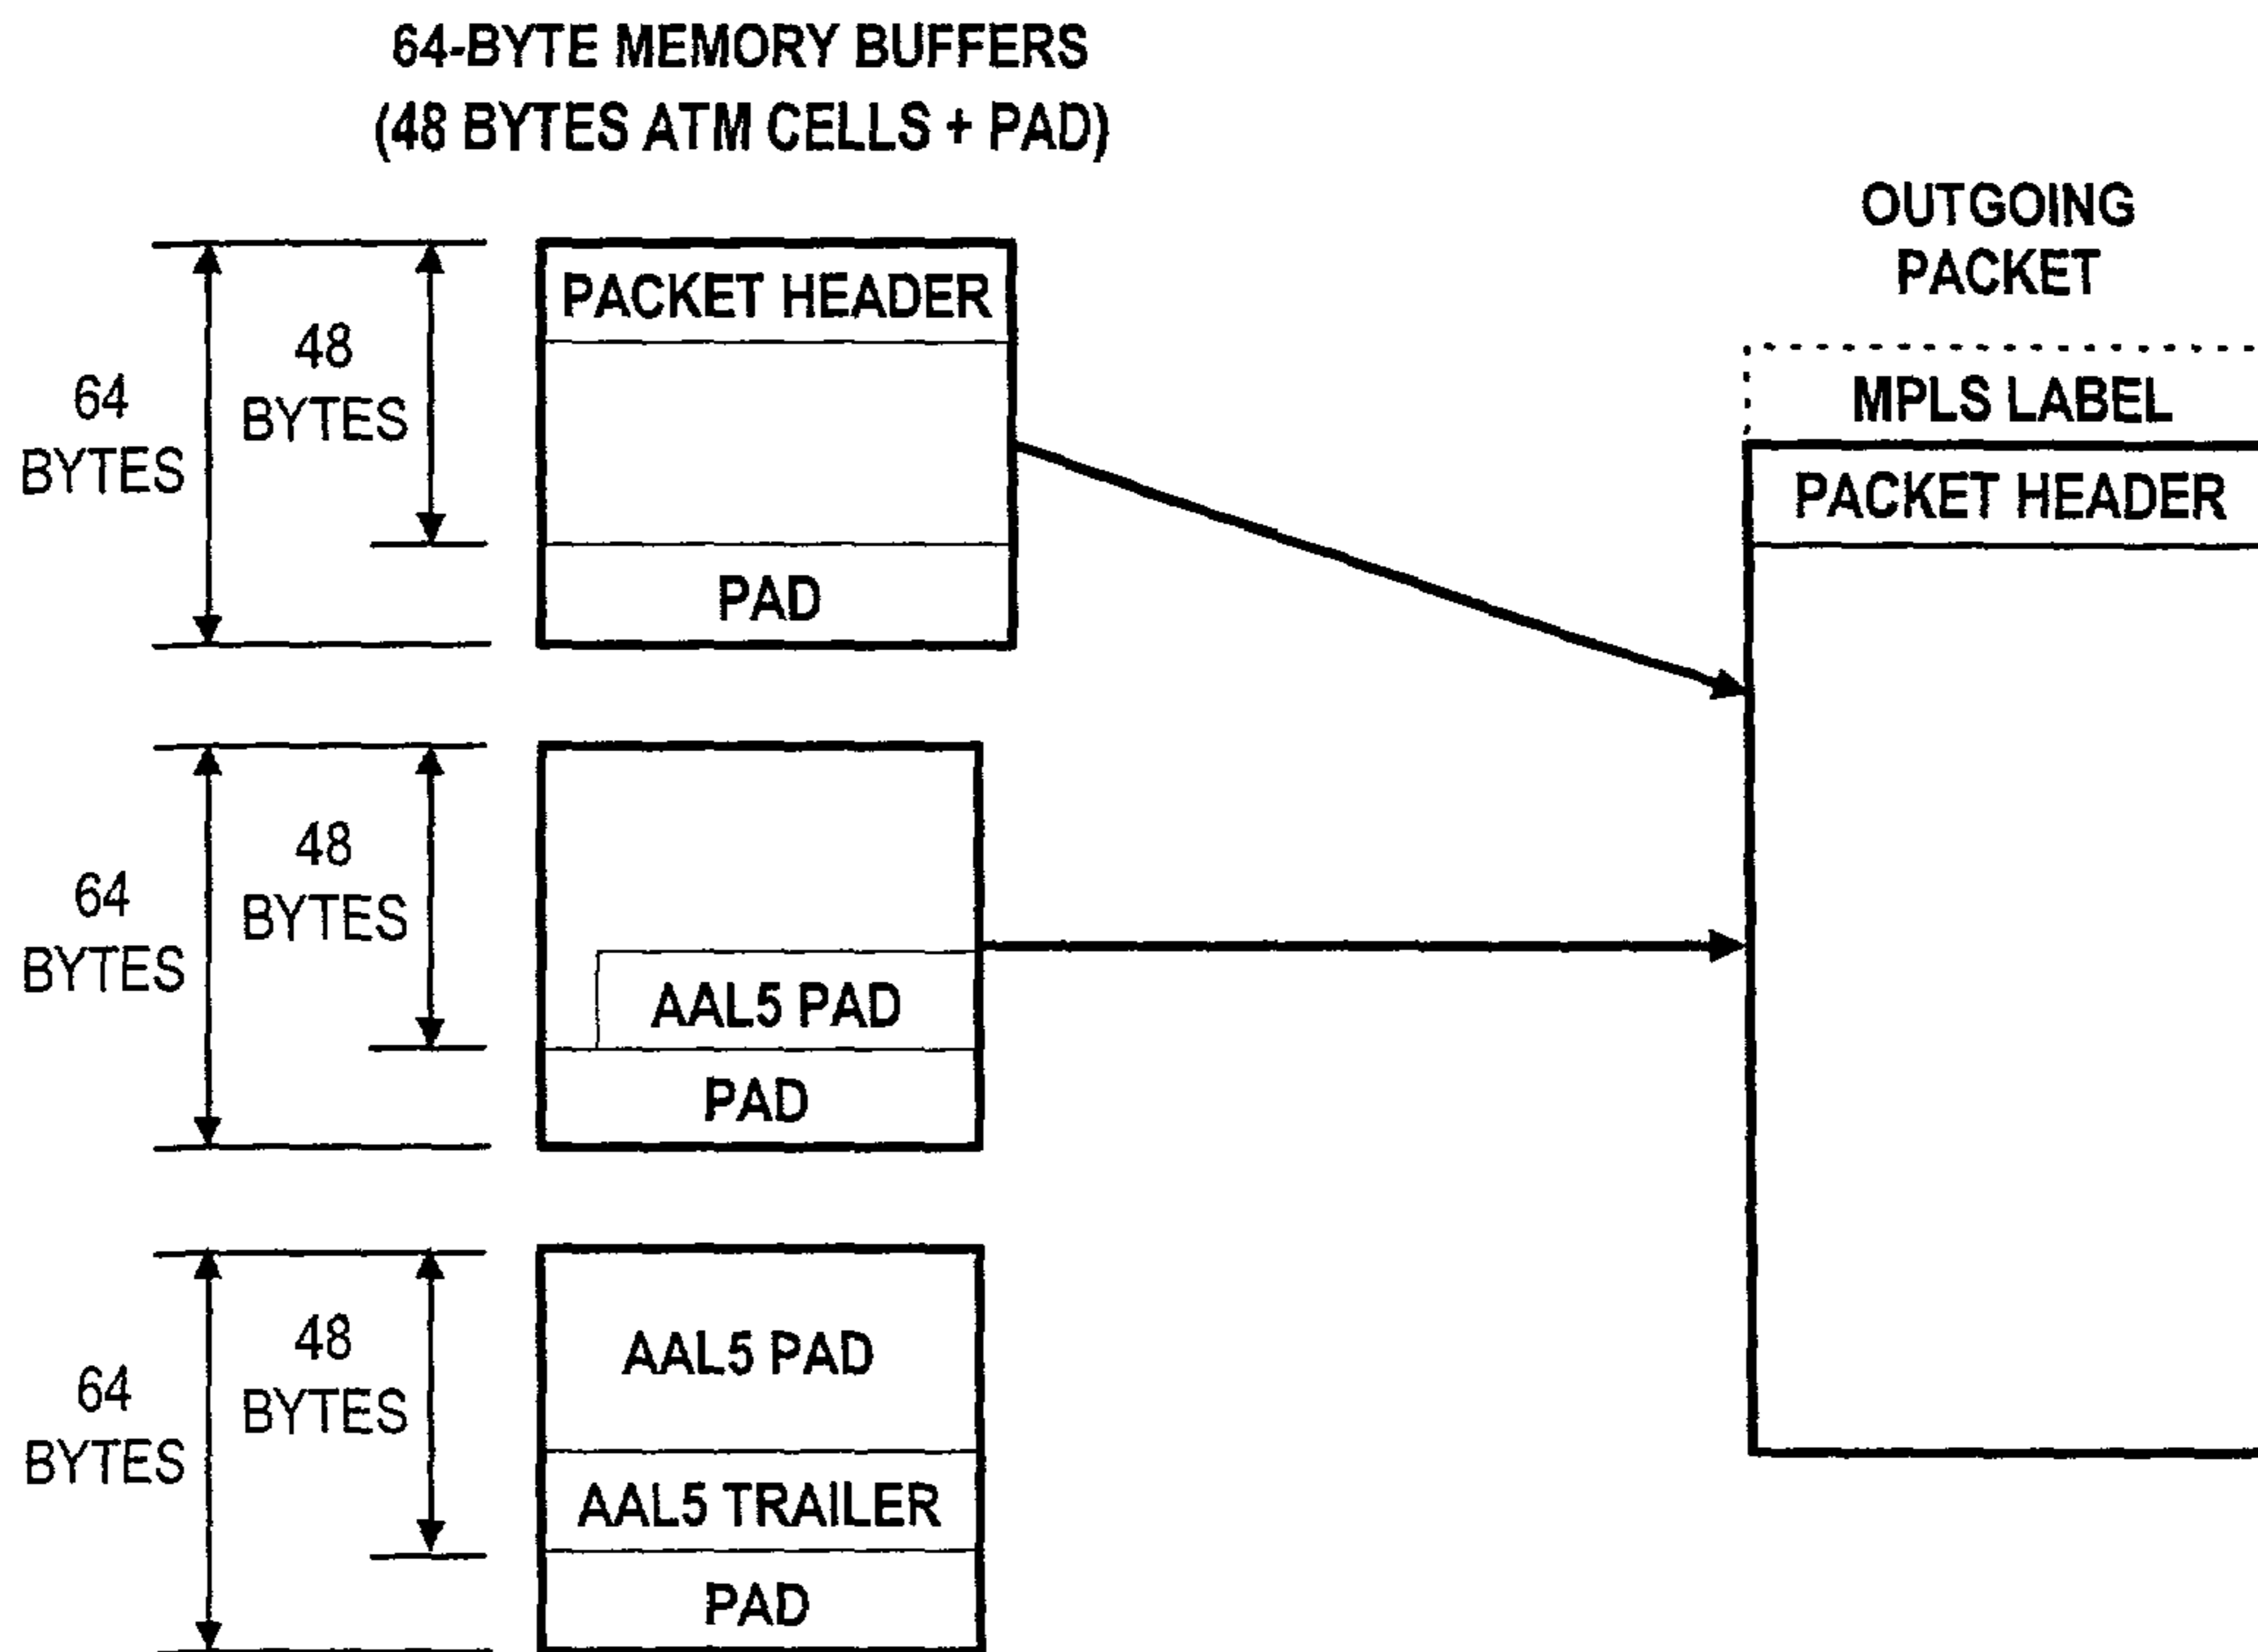 64-BYTE MEMORY BUFFERS
(48 BYTES ATM CELLS + PAD)
OUTGOING
PACKET
64
BYTES
48
BYTES
PACKET HEADER
PAD
MPLS LABEL
PACKET HEADER
64
BYTES
48
BYTES
AAL5 PAD
PAD
64
BYTES
48
BYTES
AAL5 PAD
AAL5 TRAILER
PAD